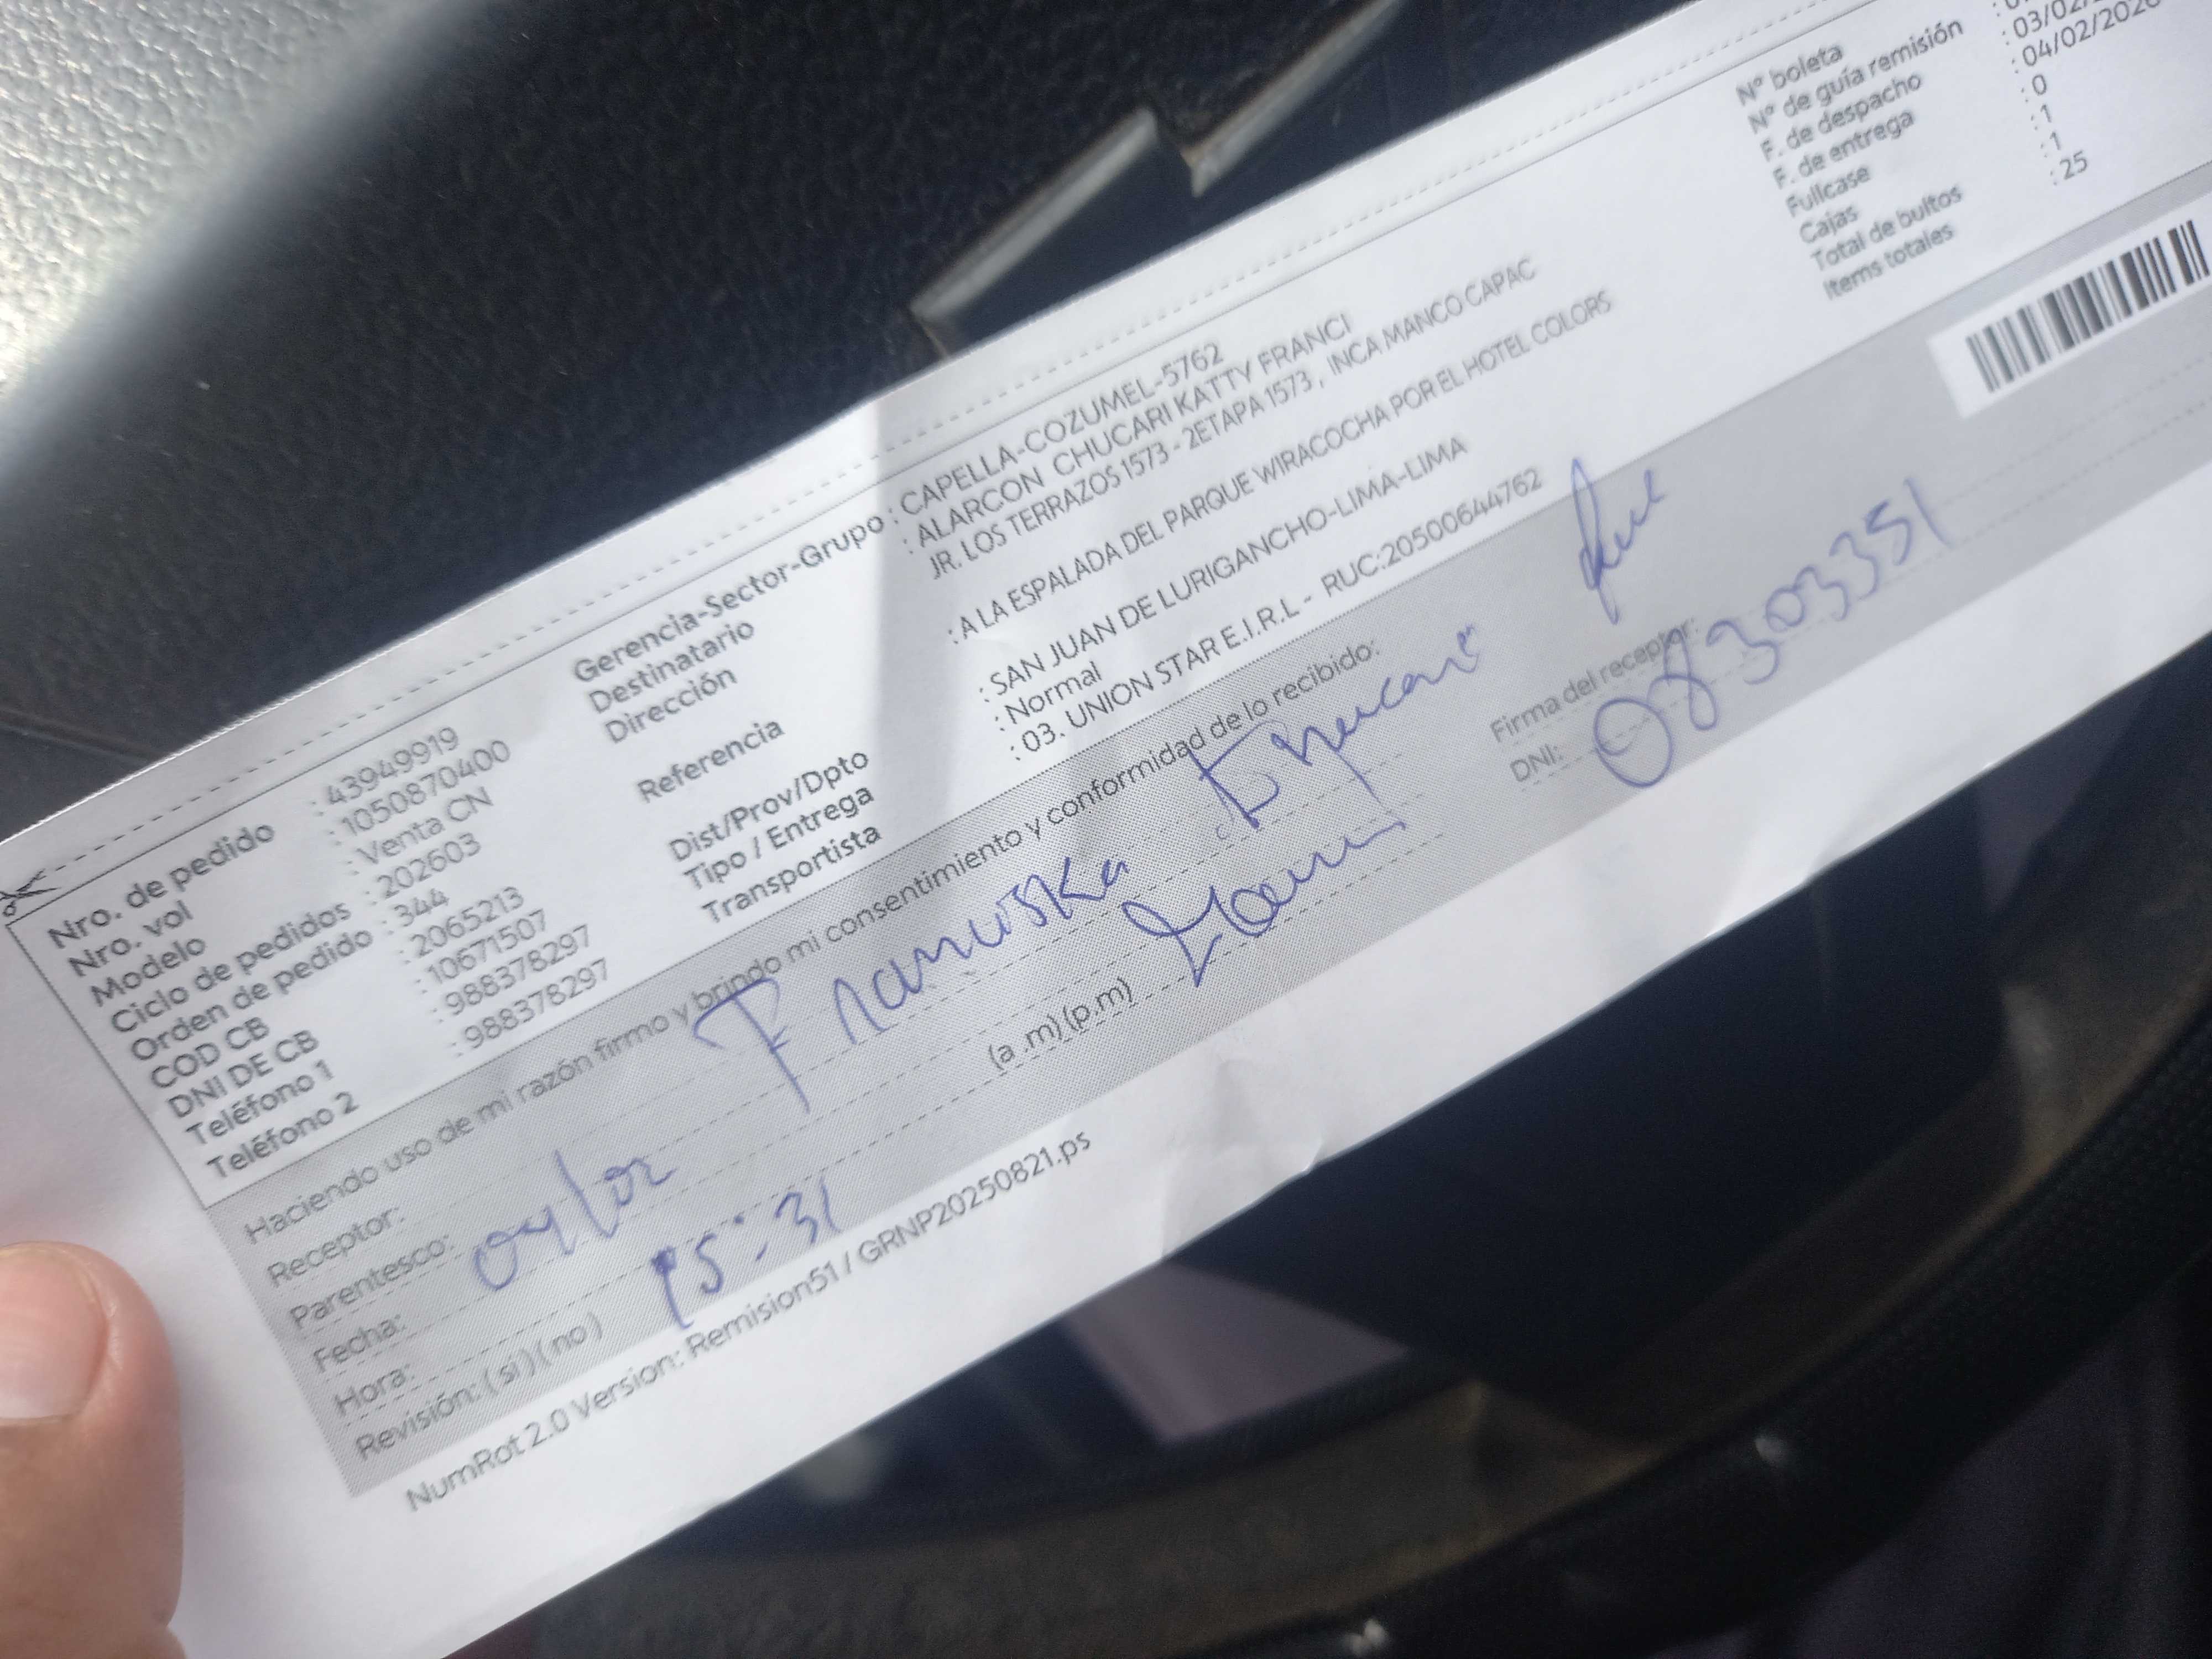 Nro. de pedido : 43949919
Nro. vol : 1050870400
Modelo : Venta CN
Ciclo de pedidos : 202603
Orden de pedido : 344
COD CB : 2065213
DNI DE CB : 10671507
Teléfono 1 : 988378297
Teléfono 2 : 988378297
Gerencia-Sector-Grupo : CAPELLA-COZUMEL-5762
Destinatario : ALARCON CHUCARI KATTY FRANCI
Dirección : JR. LOS TERRAZOS 1573 - 2ETAPA 1573 , INCA MANCO CAPAC
Referencia : A LA ESPALADA DEL PARQUE WIRACOCHA POR EL HOTEL COLORS
Dist/Prov/Dpto : SAN JUAN DE LURIGANCHO-LIMA-LIMA
Tipo / Entrega : Normal
Transportista : 03. UNION STAR E.I.R.L - RUC:20500644762
Nº boleta
Nº de guía remisión
F. de despacho : 03/02/
F. de entrega : 04/02/2026
Fullcase : 0
Cajas : 1
Total de bultos : 1
Items totales : 25
Haciendo uso de mi razón firmo y brindo mi consentimiento y conformidad de lo recibido:
Receptor:
Parentesco:
Fecha:
Hora: 15:31 (a .m) (p.m)
Revisión: ( si ) ( no )
Firma del receptor:
DNI: 08303351
NumRot 2.0 Version: Remision51 / GRNP20250821.ps